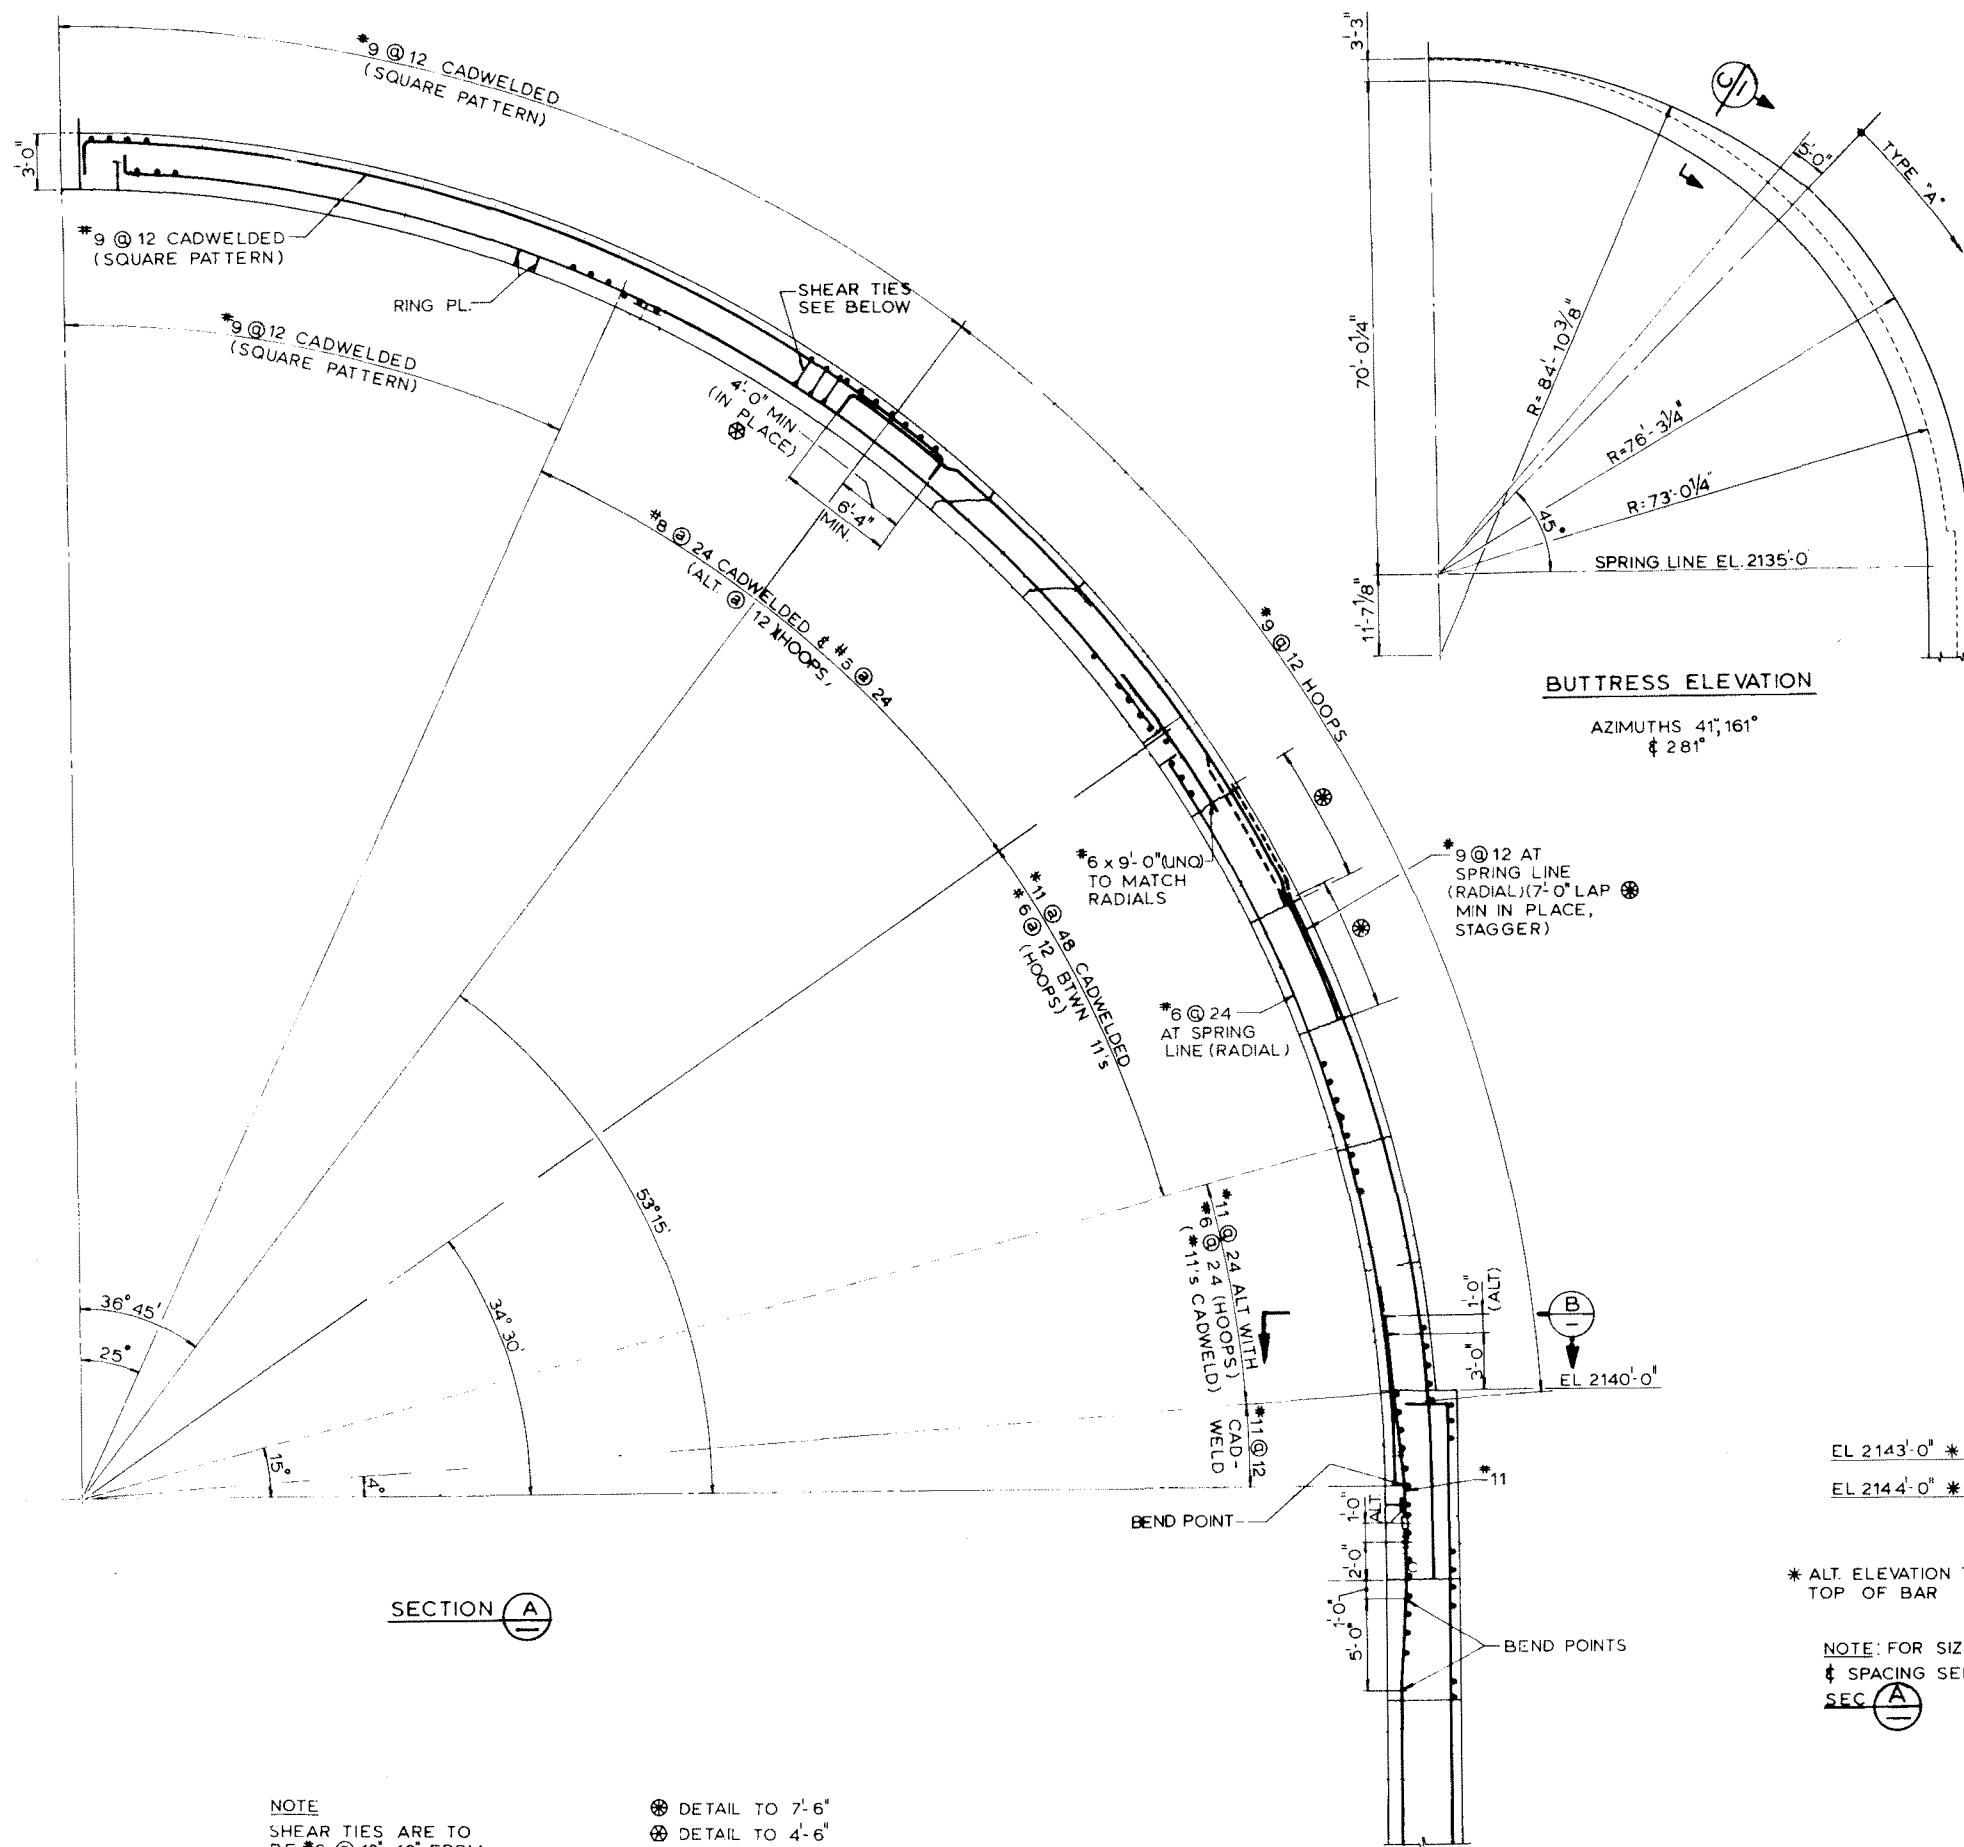 *9 @ 12 CADWELDED
(SQUARE PATTERN)
3'-0"
*9 @ 12 CADWELDED
(SQUARE PATTERN)
RING PL.
*9 @ 12 CADWELDED
(SQUARE PATTERN)
SHEAR TIES
SEE BELOW
4'-0" MIN
(IN PLACE)
6'-4"
MIN.
#8 @ 24 CADWELDED & #5 @ 24
(ALT. @ 12)(HOOPS)
*9 @ 12 HOOPS
*6 x 9'-0"(UNO)
TO MATCH
RADIALS
*9 @ 12 AT
SPRING LINE
(RADIAL)(7'-0" LAP
MIN IN PLACE,
STAGGER)
*11 @ 48 CADWELDED
*6 @ 12 BTWN 11's
(HOOPS)
*6 @ 24
AT SPRING
LINE (RADIAL)
*11 @ 24 ALT WITH
*6 @ 24 (HOOPS)
(*11's CADWELD)
*11 @ 12
CAD-
WELD
36° 45'
25°
53° 15'
34° 30'
15°
4°
1'-0"
(ALT)
3'-0"
B
EL 2140'-0"
*11
BEND POINT
1'-0"
ALT
2'-0"
1'-0"
5'-0"
BEND POINTS
SECTION A
3'-3"
70'-0 1/4"
11'-7 1/8"
C
1
5'-0"
TYPE "A"
R=84'-10 3/8"
R=76'-3 1/4"
R=73'-0 1/4"
45°
SPRING LINE EL. 2135'-0
BUTTRESS ELEVATION
AZIMUTHS 41°, 161°
& 281°
EL 2143'-0" *
EL 2144'-0" *
* ALT. ELEVATION
TOP OF BAR
NOTE: FOR SIZ
& SPACING SE
SEC A
NOTE
SHEAR TIES ARE TO
DETAIL TO 7'-6"
DETAIL TO 4'-6"